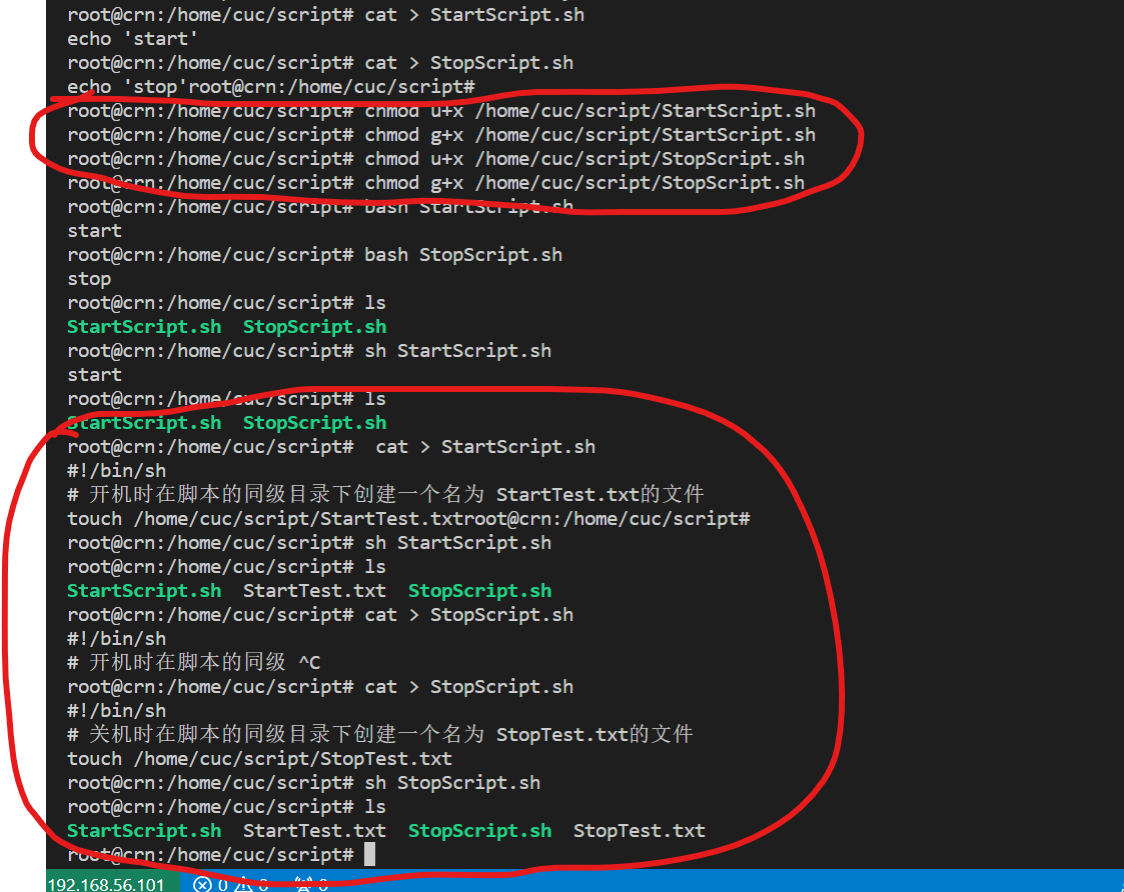 root@crn:/home/cuc/script# cat > StartScript.sh
echo 'start'
root@crn:/home/cuc/script# cat > StopScript.sh
echo 'stop'root@crn:/home/cuc/script#
root@crn:/home/cuc/script# chmod u+x /home/cuc/script/StartScript.sh
root@crn:/home/cuc/script# chmod g+x /home/cuc/script/StartScript.sh
root@crn:/home/cuc/script# chmod u+x /home/cuc/script/StopScript.sh
root@crn:/home/cuc/script# chmod g+x /home/cuc/script/StopScript.sh
root@crn:/home/cuc/script# bash StartScript.sh
start
root@crn:/home/cuc/script# bash StopScript.sh
stop
root@crn:/home/cuc/script# ls
StartScript.sh  StopScript.sh
root@crn:/home/cuc/script# sh StartScript.sh
start
root@crn:/home/cuc/script# ls
StartScript.sh  StopScript.sh
root@crn:/home/cuc/script#  cat > StartScript.sh
#!/bin/sh
# 开机时在脚本的同级目录下创建一个名为 StartTest.txt的文件
touch /home/cuc/script/StartTest.txtroot@crn:/home/cuc/script#
root@crn:/home/cuc/script# sh StartScript.sh
root@crn:/home/cuc/script# ls
StartScript.sh  StartTest.txt  StopScript.sh
root@crn:/home/cuc/script# cat > StopScript.sh
#!/bin/sh
# 开机时在脚本的同级 ^C
root@crn:/home/cuc/script# cat > StopScript.sh
#!/bin/sh
# 关机时在脚本的同级目录下创建一个名为 StopTest.txt的文件
touch /home/cuc/script/StopTest.txt
root@crn:/home/cuc/script# sh StopScript.sh
root@crn:/home/cuc/script# ls
StartScript.sh  StartTest.txt  StopScript.sh  StopTest.txt
root@crn:/home/cuc/script#
192.168.56.101 0 0 0